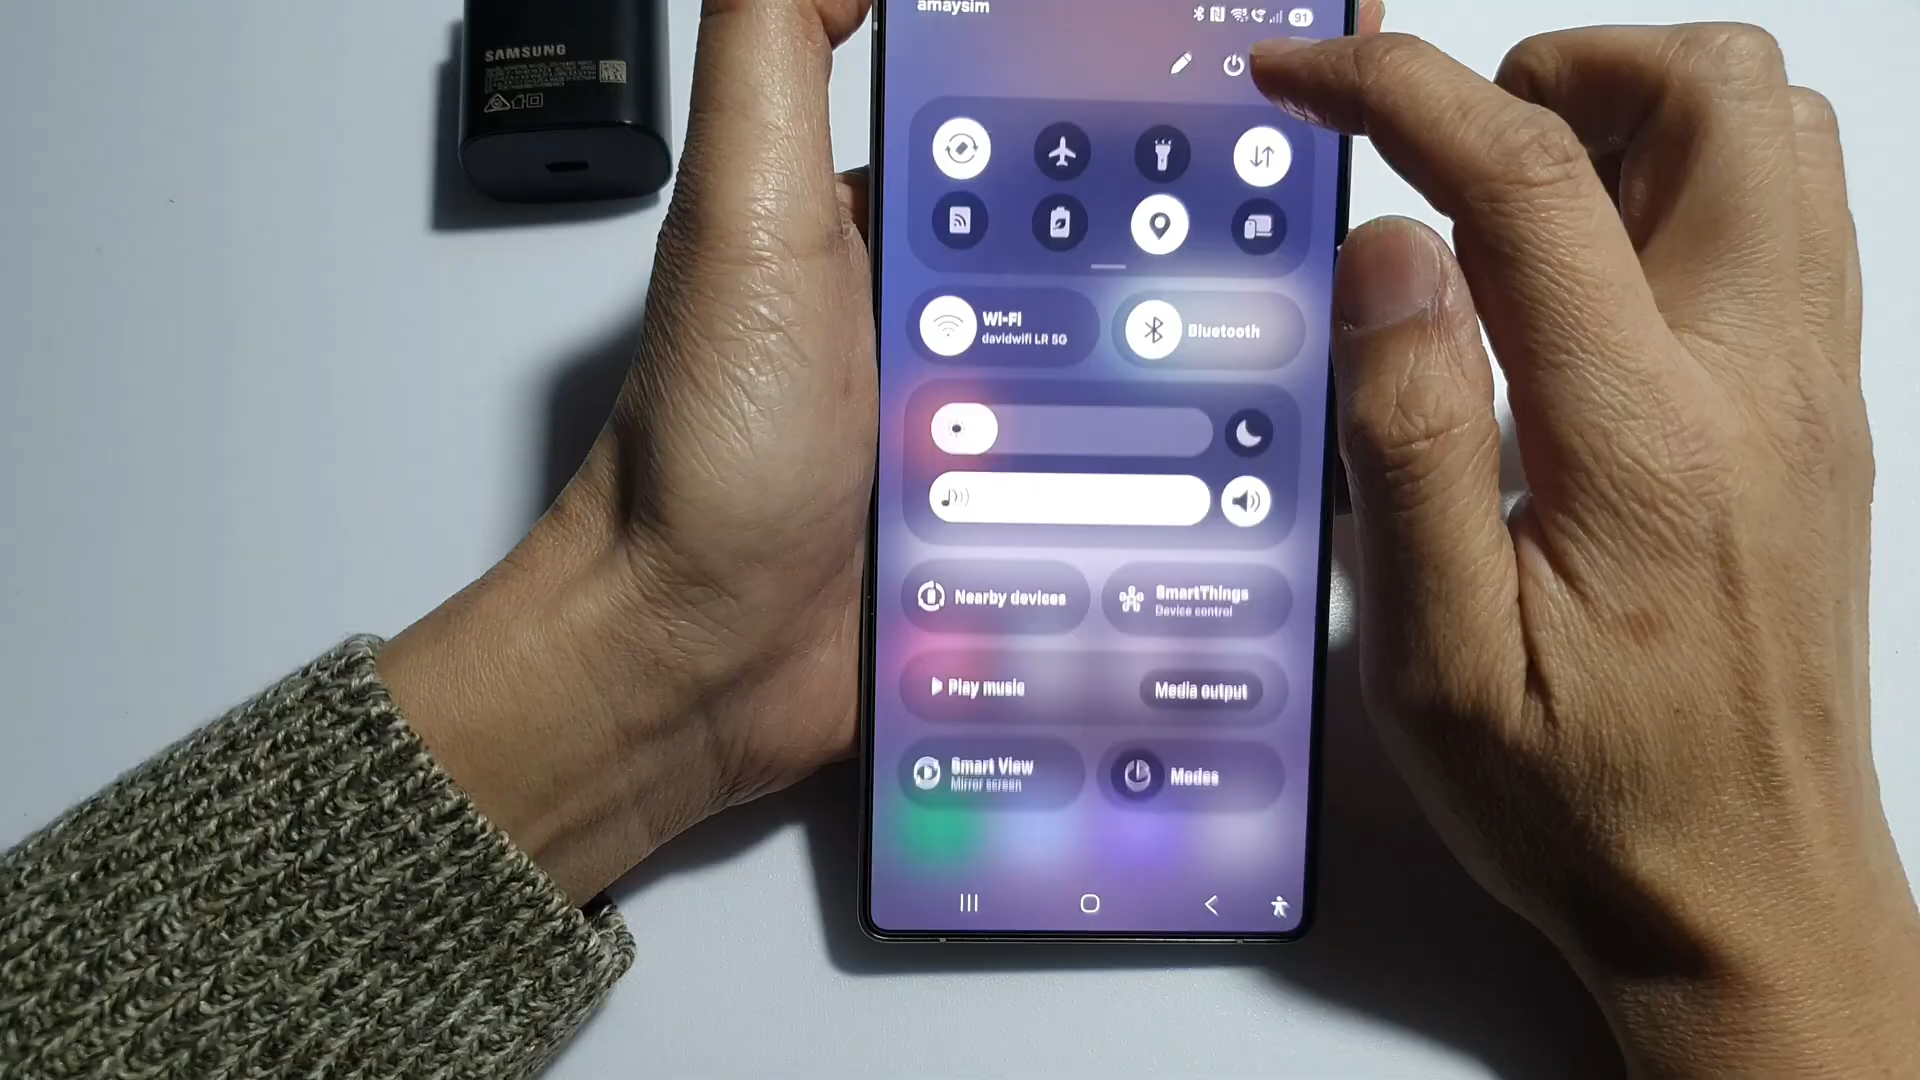 amaysim
91
SAMSUNG
Wi-Fi
davidwifi LR 5G
Bluetooth
Nearby devices
SmartThings
Device control
Play music
Media output
Smart View
Mirror screen
Modes